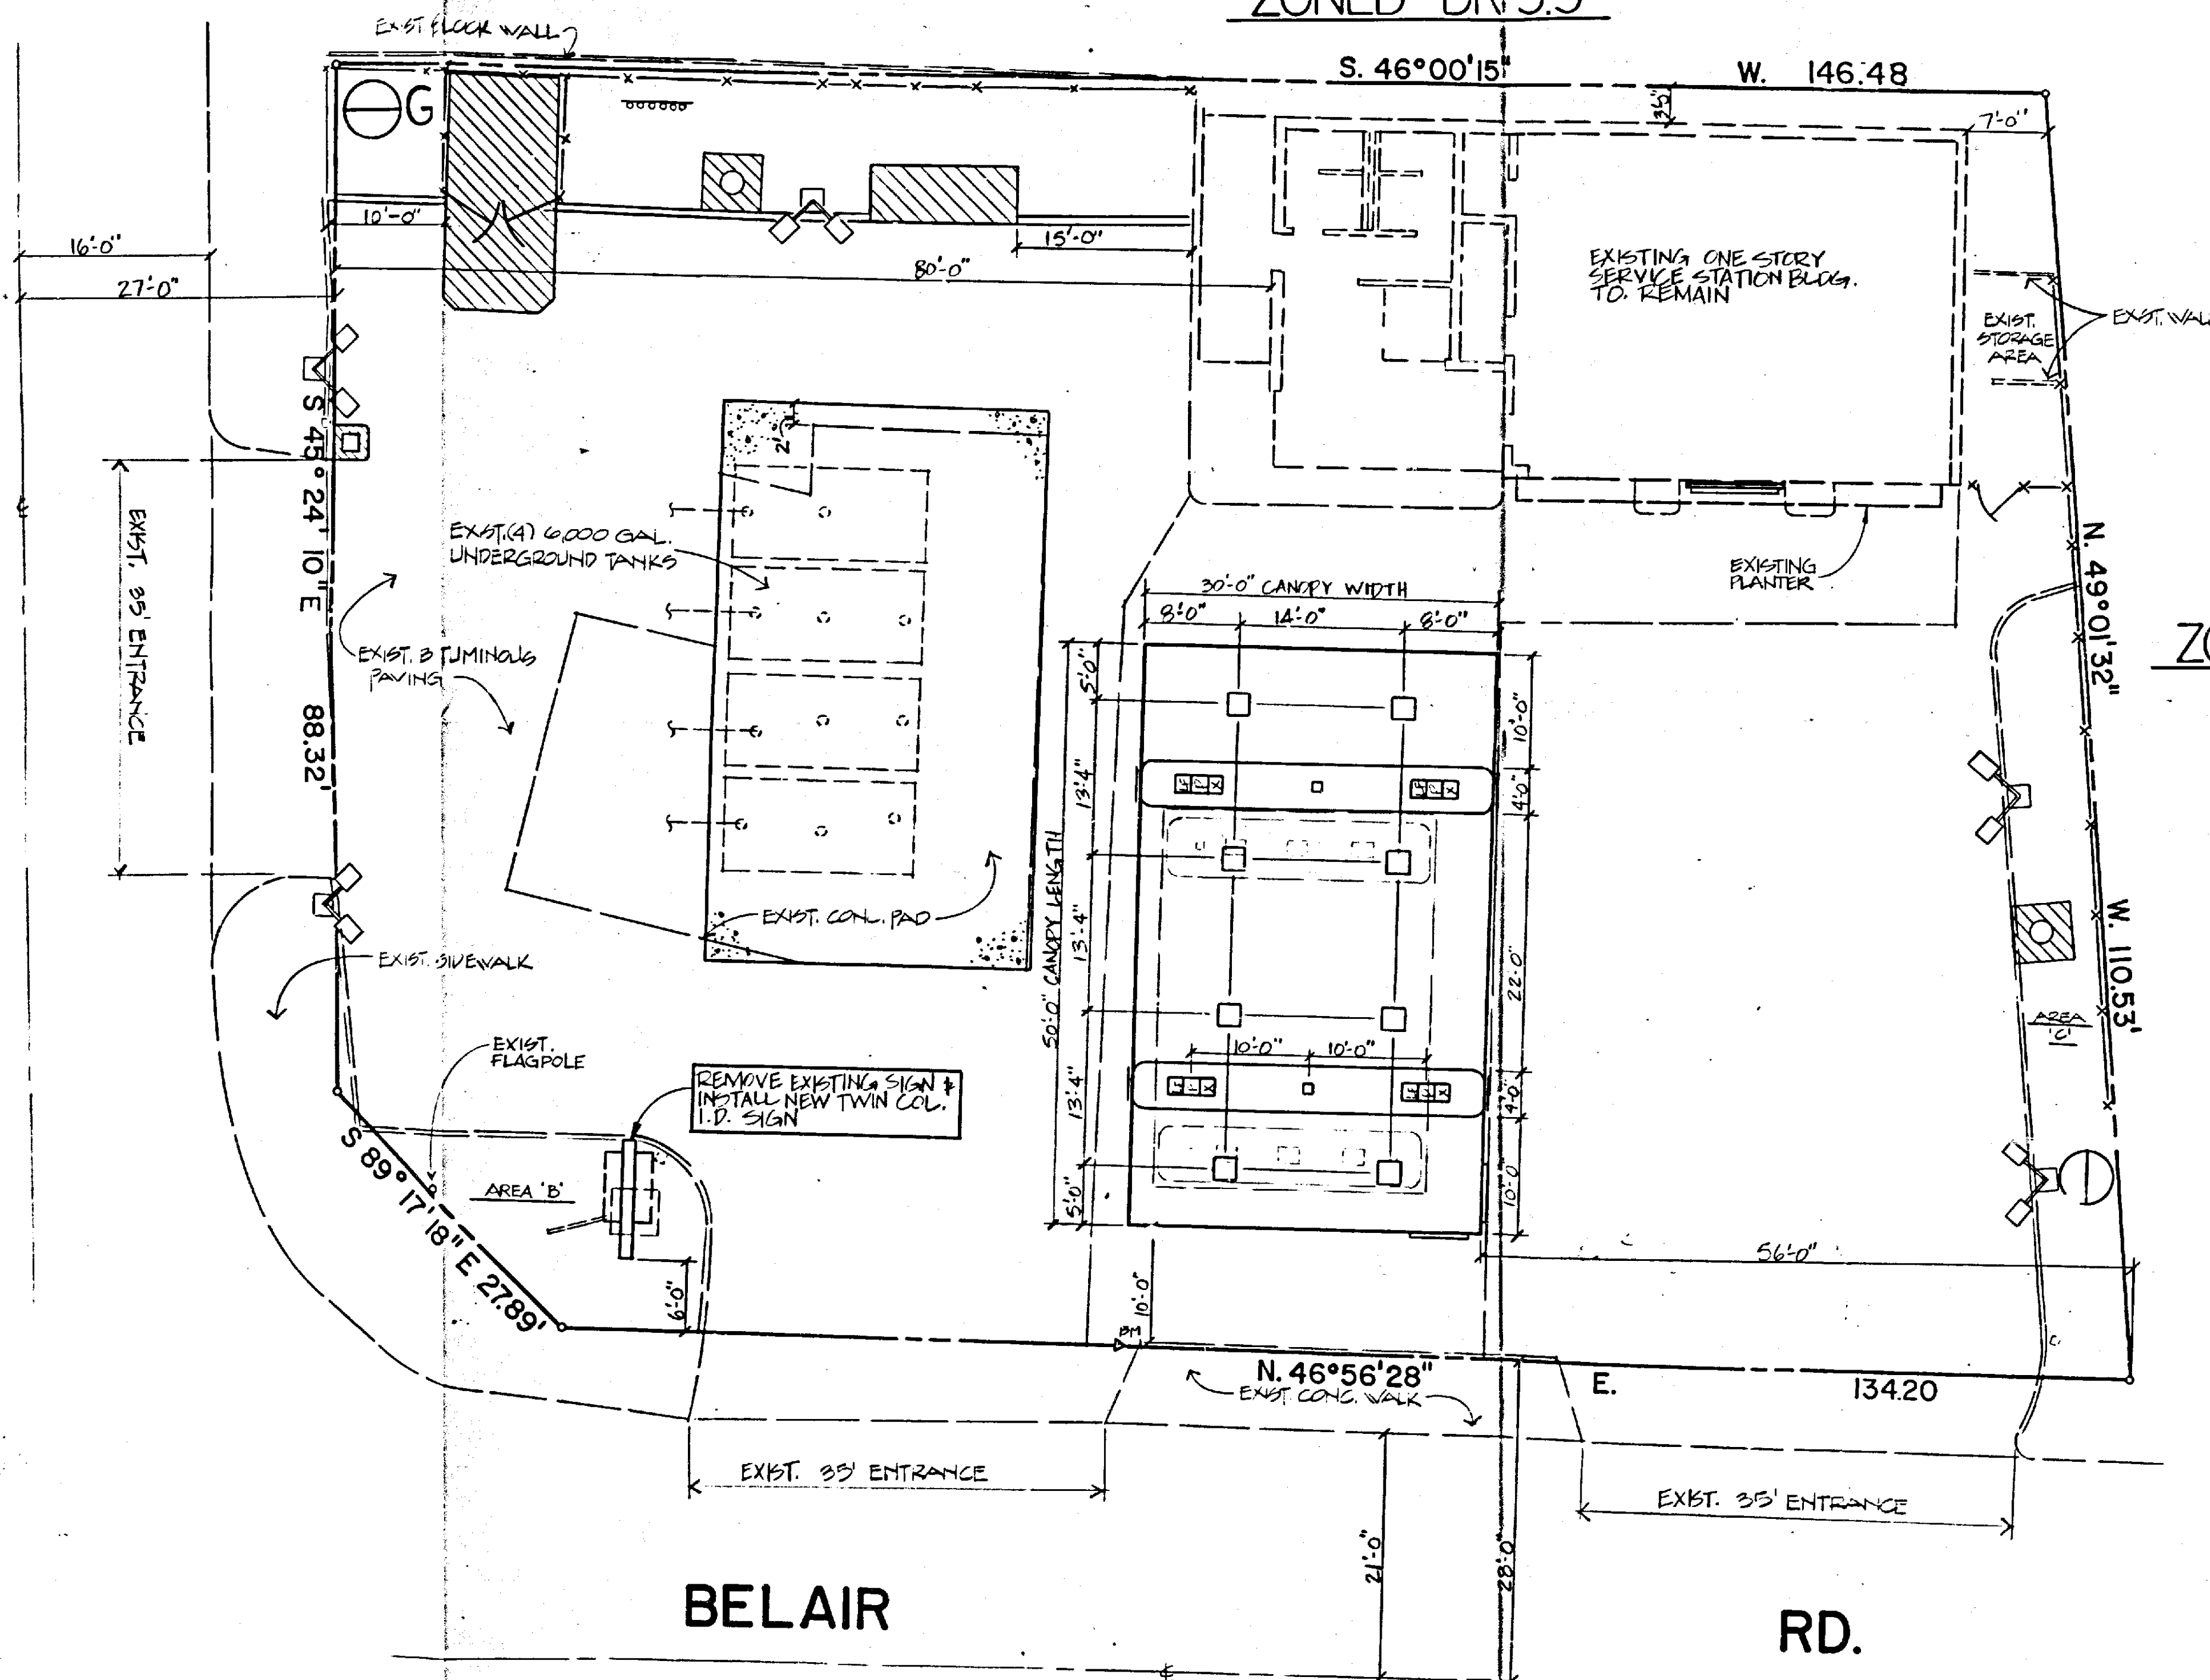 ZONED DR 5.5
EXIST BLOCK WALL
S. 46°00'15" W. 146.48
G
3'-5"
7'-0"
10'-0"
16'-0"
15'-0"
80'-0"
27'-0"
EXISTING ONE STORY
SERVICE STATION BLDG.
TO. REMAIN
EXIST.
STORAGE
AREA
EXIST. WAL
S 45° 24' 10" E 88.32'
EXIST. 35' ENTRANCE
2'-0"
EXIST.(4) 6,000 GAL.
UNDERGROUND TANKS
EXIST. BITUMINOUS
PAVING
EXISTING
PLANTER
N. 49°01'32" W. 110.53'
ZO
30'-0" CANOPY WIDTH
8'-0" 14'-0" 8'-0"
5'-0"
13'-4"
13'-4"
13'-4"
5'-0"
50'-0" CANOPY LENGTH
10'-0"
4'-0"
22'-0"
4'-0"
10'-0"
10'-0" 10'-0"
EXIST. CONC. PAD
EXIST. SIDEWALK
EXIST.
FLAGPOLE
REMOVE EXISTING SIGN &
INSTALL NEW TWIN COL.
I.D. SIGN
AREA 'B'
AREA
'C'
S 89° 17' 18" E 27.89'
6'-0"
10'-0"
BM
56'-0"
N. 46°56'28" E. 134.20
EXIST. CONC. WALK
EXIST. 35' ENTRANCE
EXIST. 35' ENTRANCE
21'-0"
28'-0"
BELAIR RD.